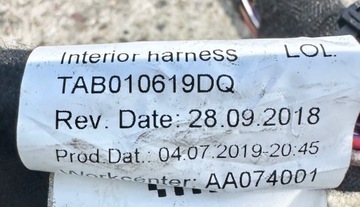 Interior harness LOL.
TAB010619DQ
Rev. Date: 28.09.2018
Prod.Dat.: 04.07.2019-20:45
Workcenter: AA074001